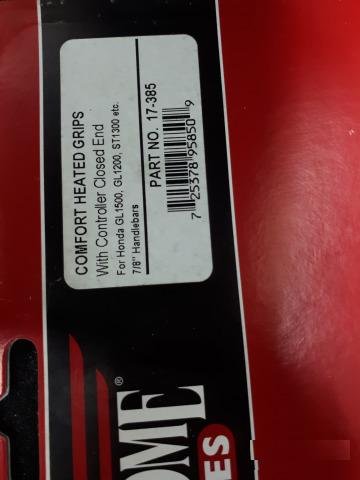 COMFORT HEATED GRIPS
With Controller Closed End
For Honda GL1500, GL1200, ST1300 etc.
7/8" Handlebars
PART NO. 17-385
7 25378 95850 9
®